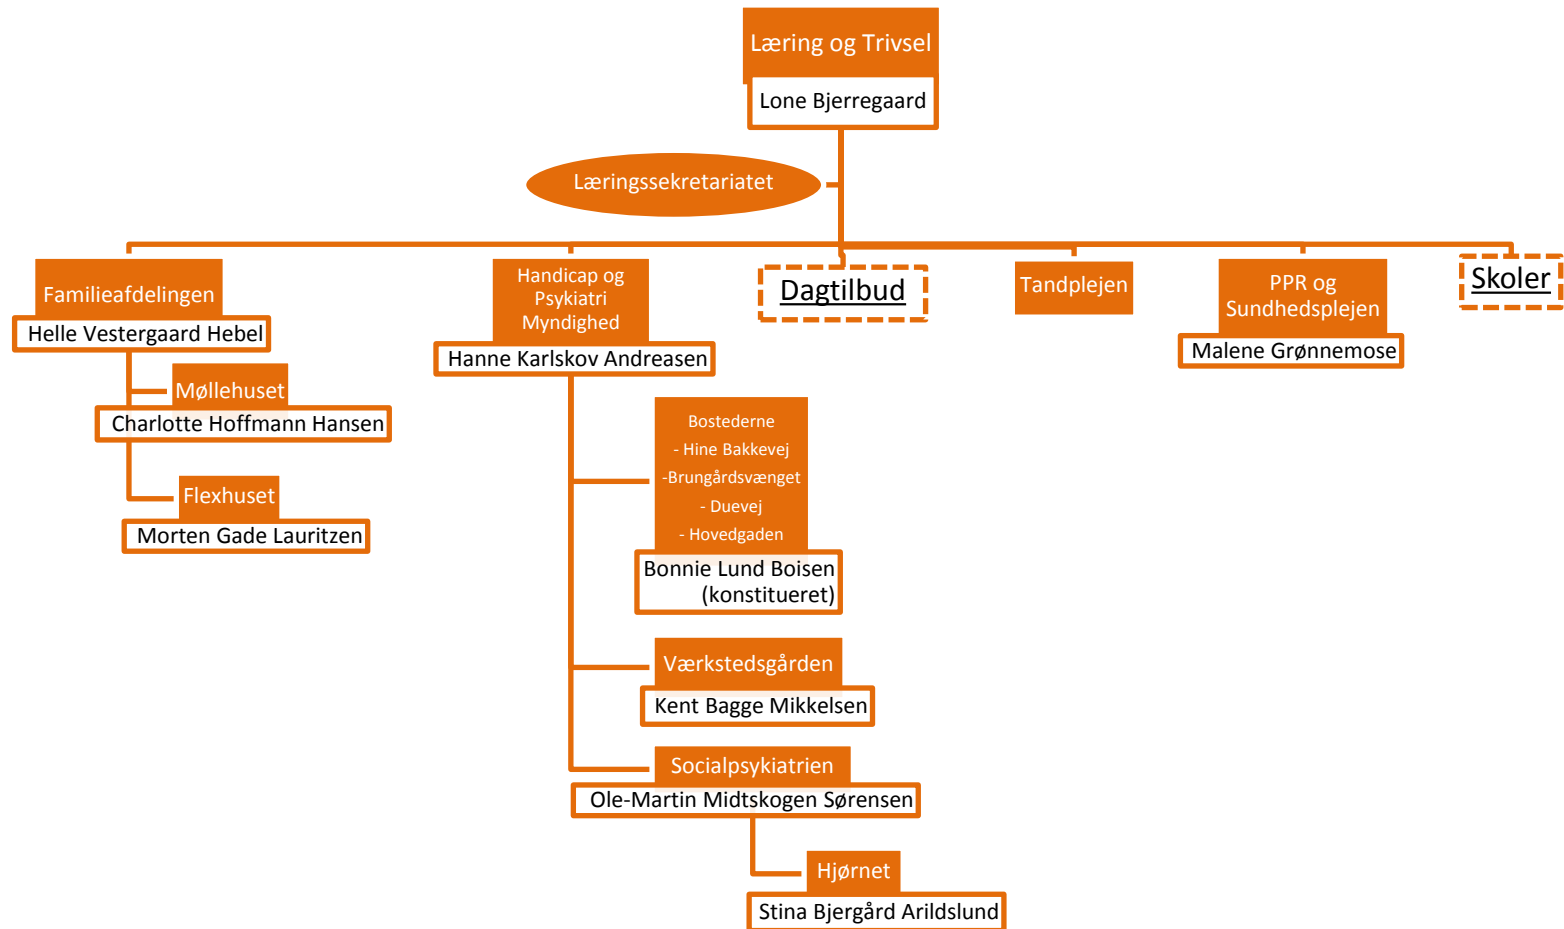 Læring og Trivsel
Lone Bjerregaard
Læringssekretariatet
Familieafdelingen
Helle Vestergaard Hebel
Møllehuset
Charlotte Hoffmann Hansen
Flexhuset
Morten Gade Lauritzen
Handicap og
Psykiatri
Myndighed
Hanne Karlskov Andreasen
Bostederne
- Hine Bakkevej
-Brungårdsvænget
- Duevej
- Hovedgaden
Bonnie Lund Boisen
(konstitueret)
Værkstedsgården
Kent Bagge Mikkelsen
Socialpsykiatrien
Ole-Martin Midtskogen Sørensen
Hjørnet
Stina Bjergård Arildslund
Dagtilbud
Tandplejen
PPR og
Sundhedsplejen
Malene Grønnemose
Skoler